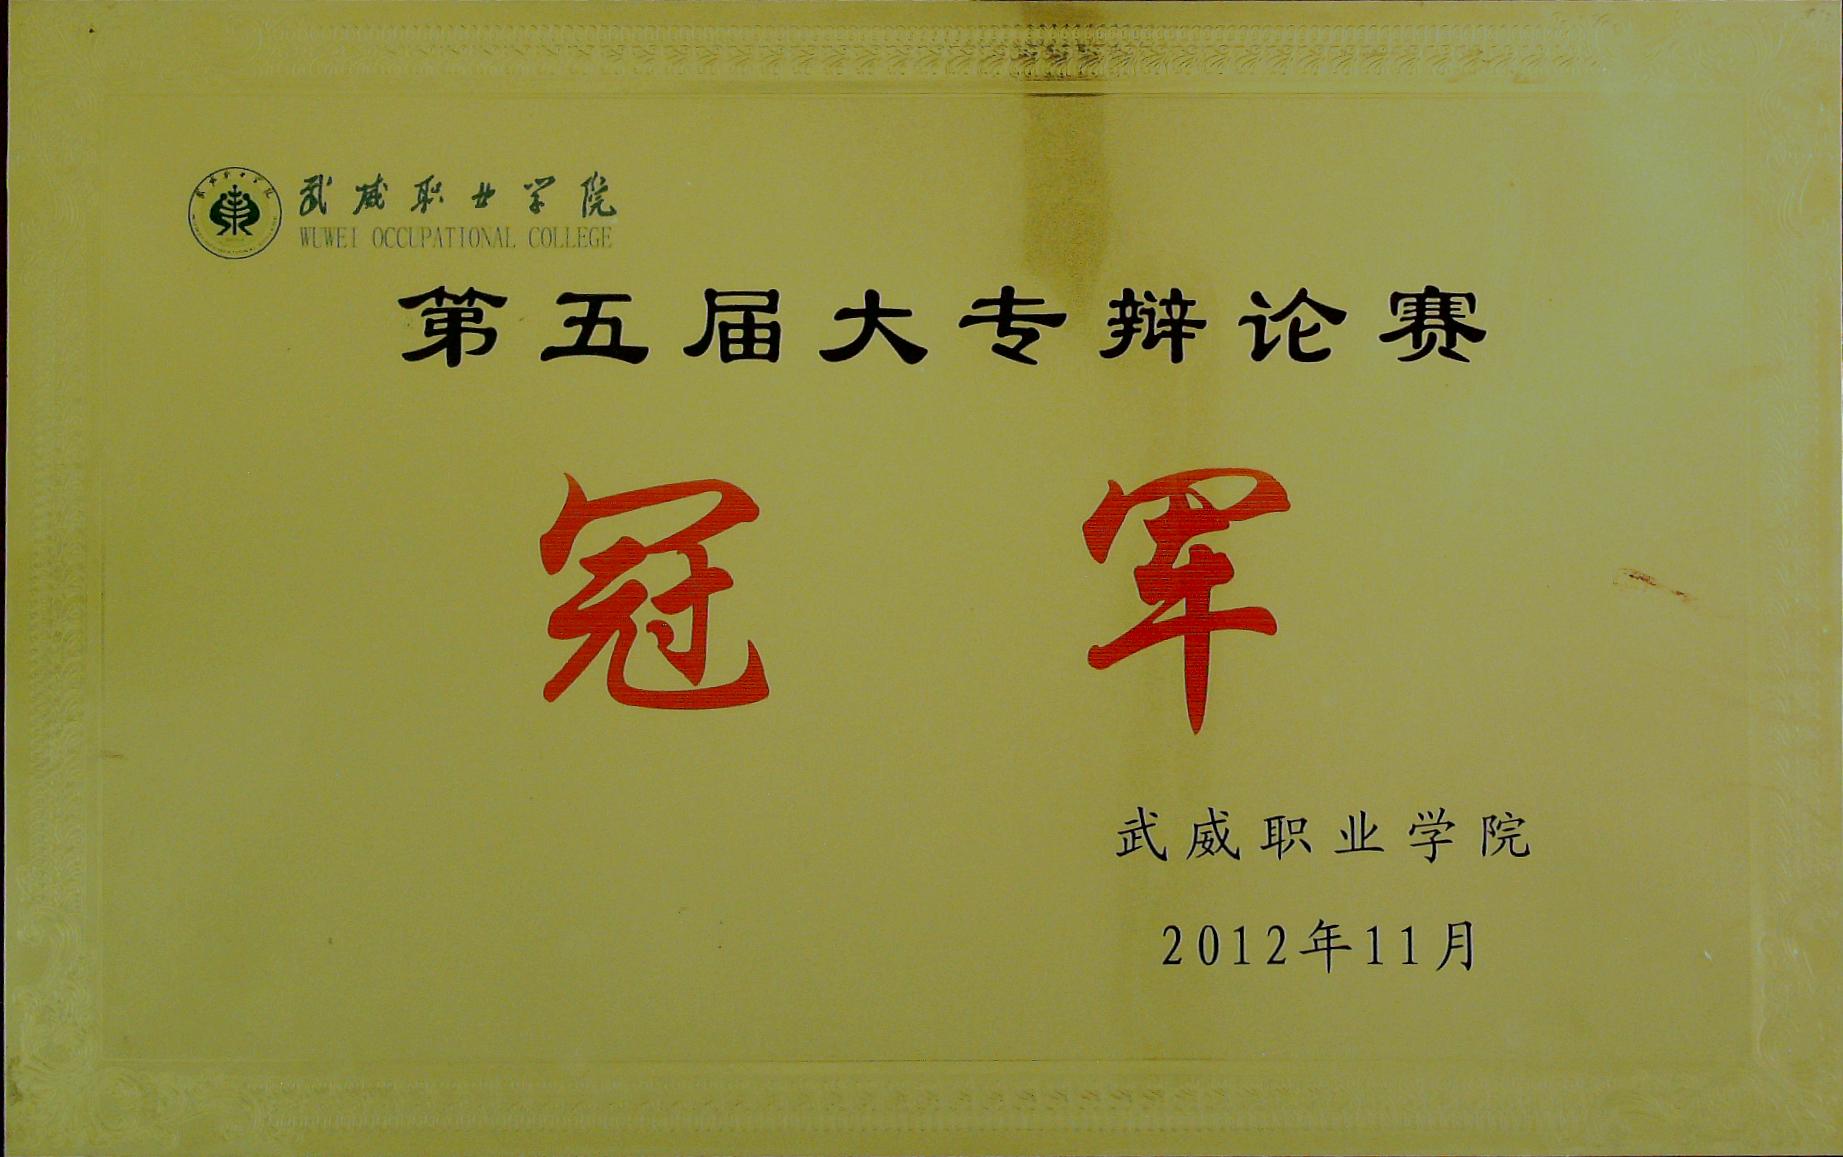 武威职业学院
WUWEI OCCUPATIONAL COLLEGE
第五届大专辩论赛
冠军
武威职业学院
2012年11月